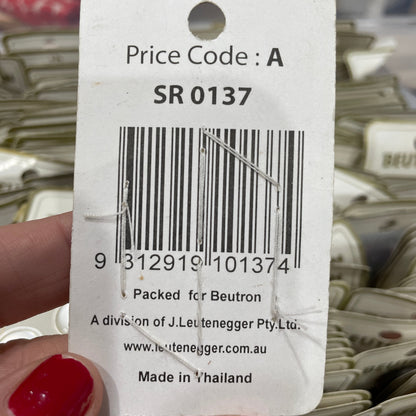 Price Code : A
SR 0137
9 312919 101374
Packed for Beutron
A division of J.Leutenegger Pty.Ltd.
www.leutenegger.com.au
Made in Thailand
BEU